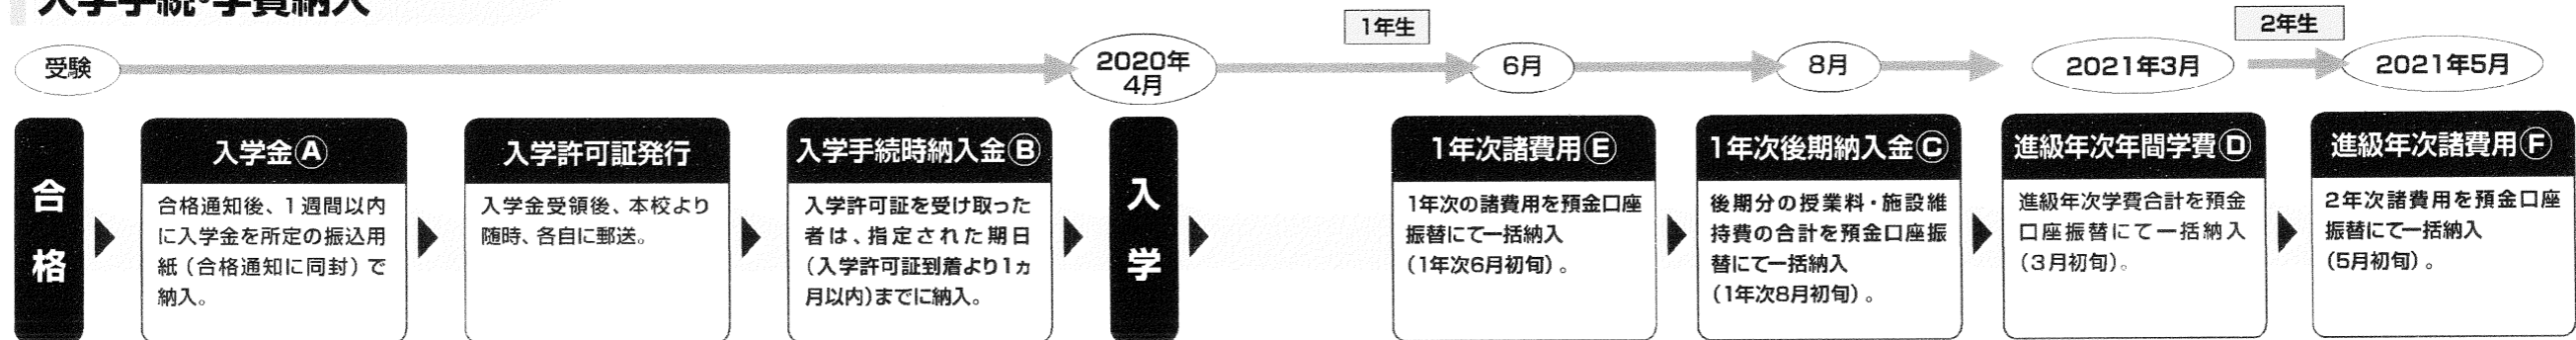 入学手続・学費納入
1年生
2年生
受験
2020年
4月
6月
8月
2021年3月
2021年5月
合格
入学金Ⓐ
合格通知後、1週間以内
に入学金を所定の振込用
紙（合格通知に同封）で
納入。
入学許可証発行
入学金受領後、本校より
随時、各自に郵送。
入学手続時納入金Ⓑ
入学許可証を受け取った
者は、指定された期日
（入学許可証到着より1ヵ
月以内）までに納入。
入学
1年次諸費用Ⓔ
1年次の諸費用を預金口座
振替にて一括納入
（1年次6月初旬）。
1年次後期納入金Ⓒ
後期分の授業料・施設維
持費の合計を預金口座振
替にて一括納入
（1年次8月初旬）。
進級年次年間学費Ⓓ
進級年次学費合計を預金
口座振替にて一括納入
（3月初旬）。
進級年次諸費用Ⓕ
2年次諸費用を預金口座
振替にて一括納入
（5月初旬）。